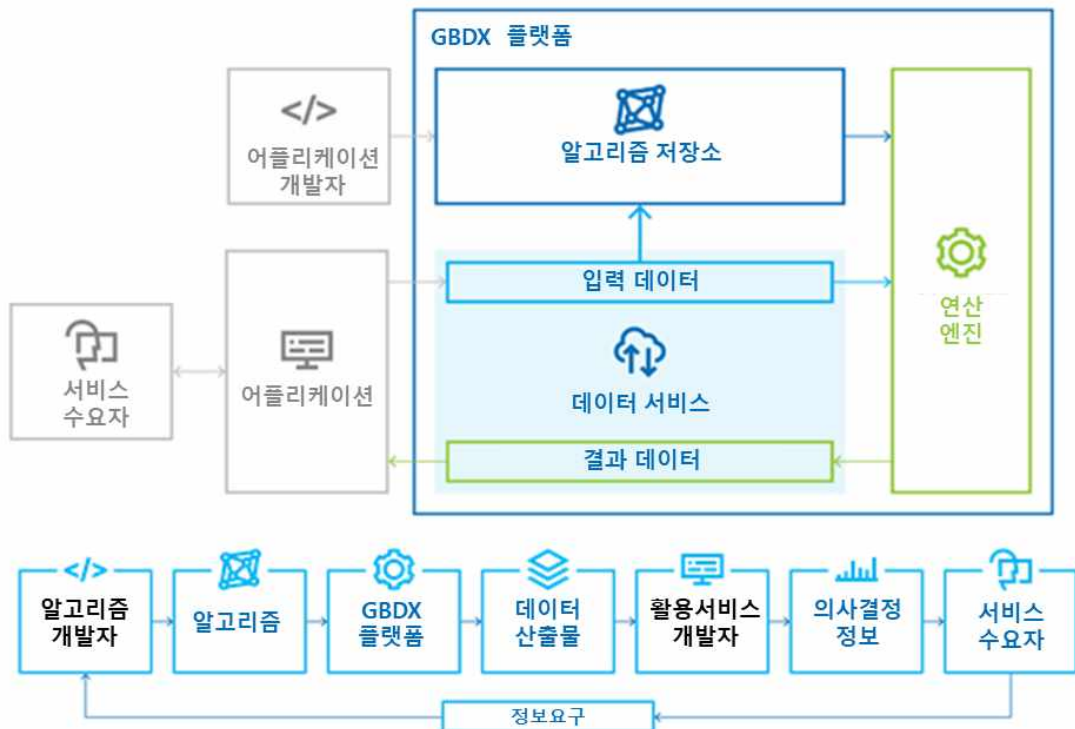 GBDX 플랫폼
</>
어플리케이션
개발자
알고리즘 저장소
입력 데이터
연산
엔진
서비스
수요자
어플리케이션
데이터 서비스
결과 데이터
</>
알고리즘
개발자
알고리즘
GBDX
플랫폼
데이터
산출물
활용서비스
개발자
의사결정
정보
서비스
수요자
정보요구